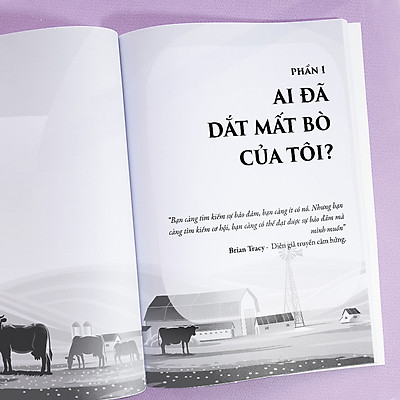 PHẦN I
AI ĐÃ
DẮT MẤT BÒ
CỦA TÔI?
"Bạn càng tìm kiếm sự bảo đảm, bạn càng ít có nó. Nhưng bạn
càng tìm kiếm cơ hội, bạn càng có thể đạt được sự bảo đảm mà
mình muốn"
Brian Tracy - Diễn giả truyền cảm hứng.